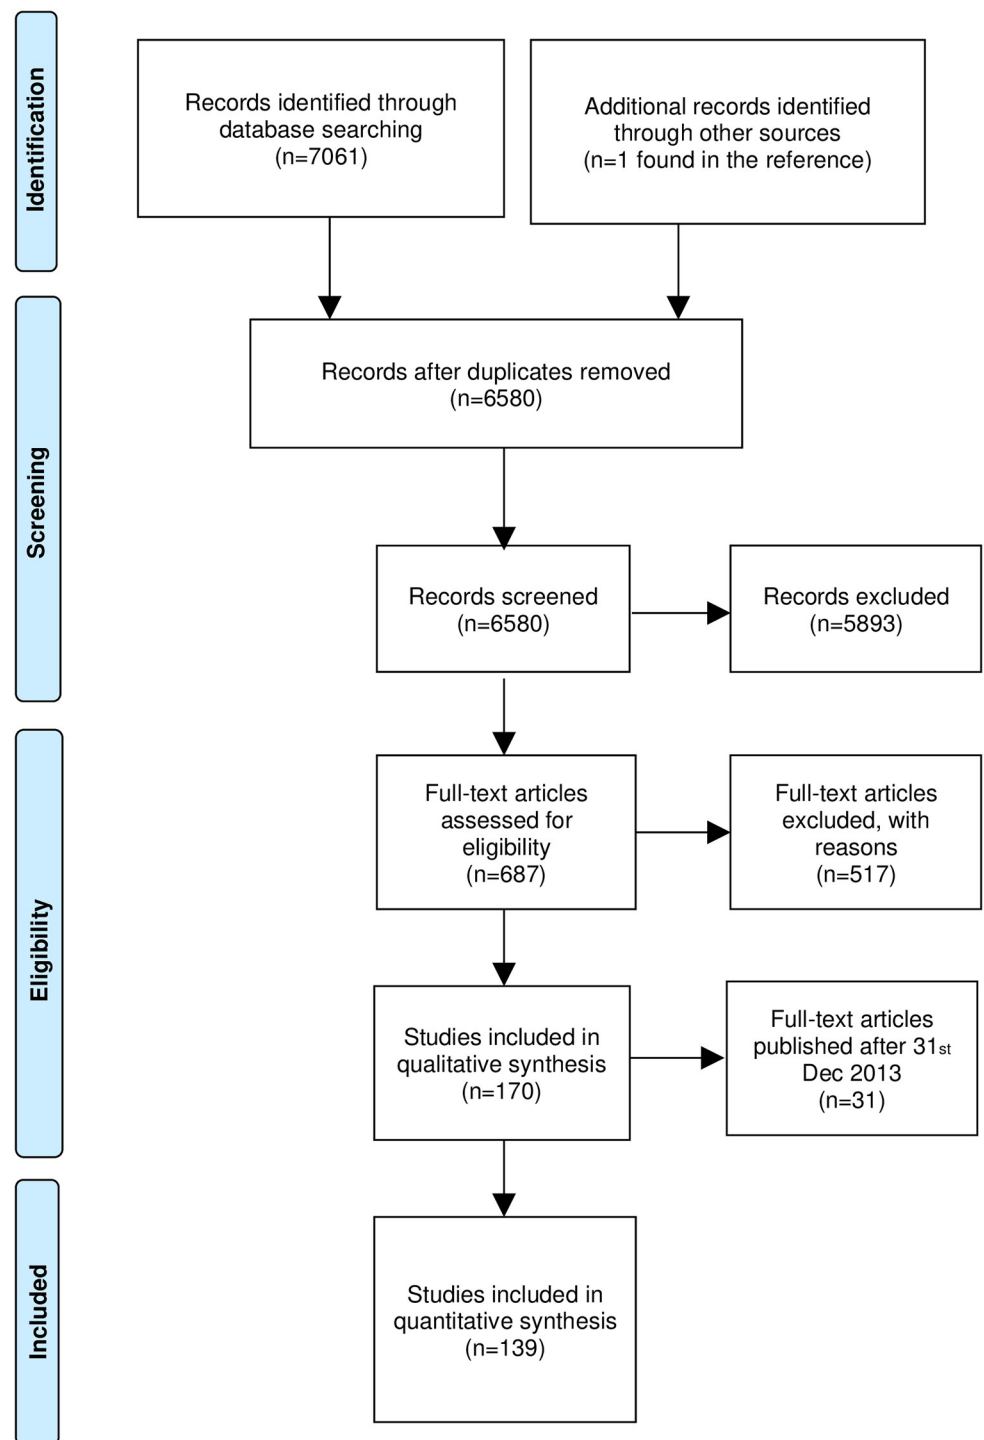 Identification
Records identified through
database searching
(n=7061)
Additional records identified
through other sources
(n=1 found in the reference)
Screening
Records after duplicates removed
(n=6580)
Records screened
(n=6580)
Records excluded
(n=5893)
Eligibility
Full-text articles
assessed for
eligibility
(n=687)
Full-text articles
excluded, with
reasons
(n=517)
Studies included in
qualitative synthesis
(n=170)
Full-text articles
published after 31st
Dec 2013
(n=31)
Included
Studies included in
quantitative synthesis
(n=139)